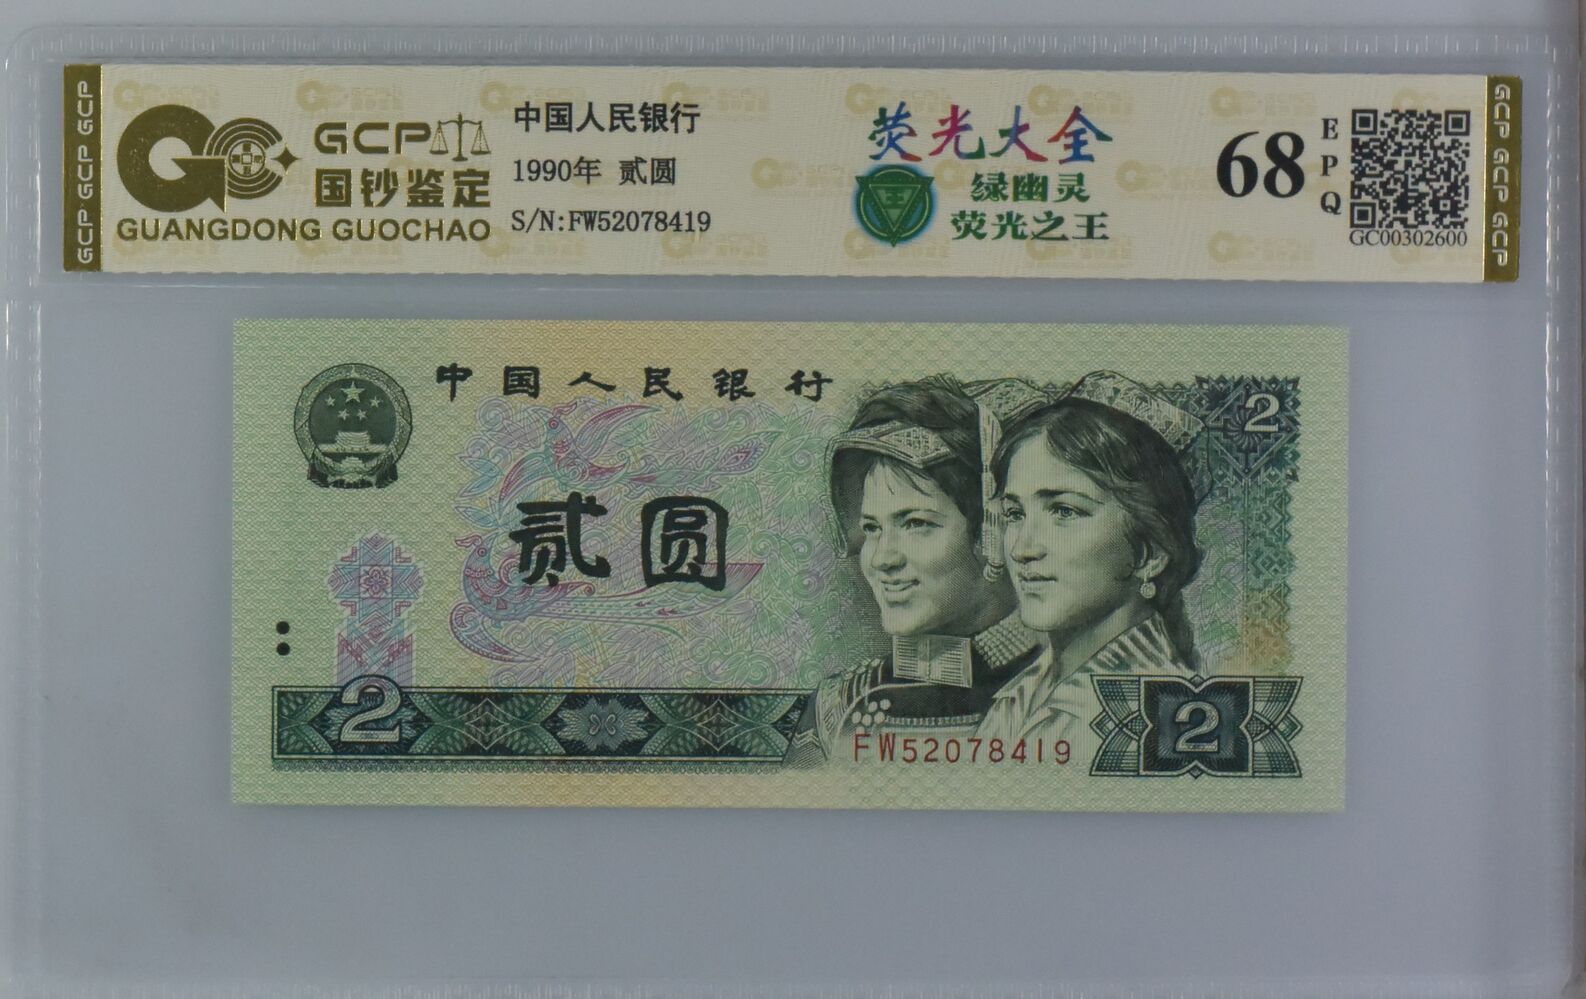 GCP GCP GCP
GCP
国钞鉴定
GUANGDONG GUOCHAO
中国人民银行
1990年 贰圆
S/N:FW52078419
荧光大全
王
绿幽灵
荧光之王
68
EPQ
GC00302600
GCP GCP GCP
中国人民银行
2
贰圆
2
FW52078419
2